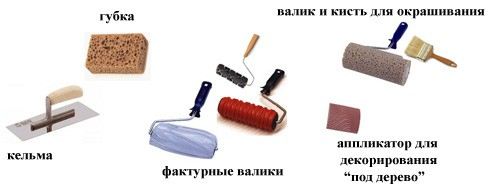 губка
валик и кисть для окрашивания
кельма
фактурные валики
аппликатор для
декорирования
“под дерево”